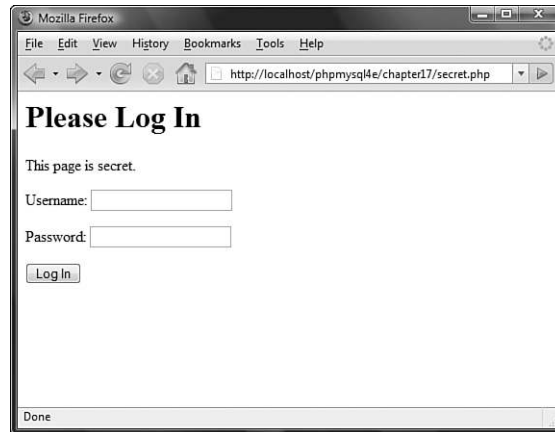 Mozilla Firefox
File Edit View History Bookmarks Tools Help
http://localhost/phpmysql4e/chapter17/secret.php
Please Log In
This page is secret.
Username:
Password:
Log In
Done